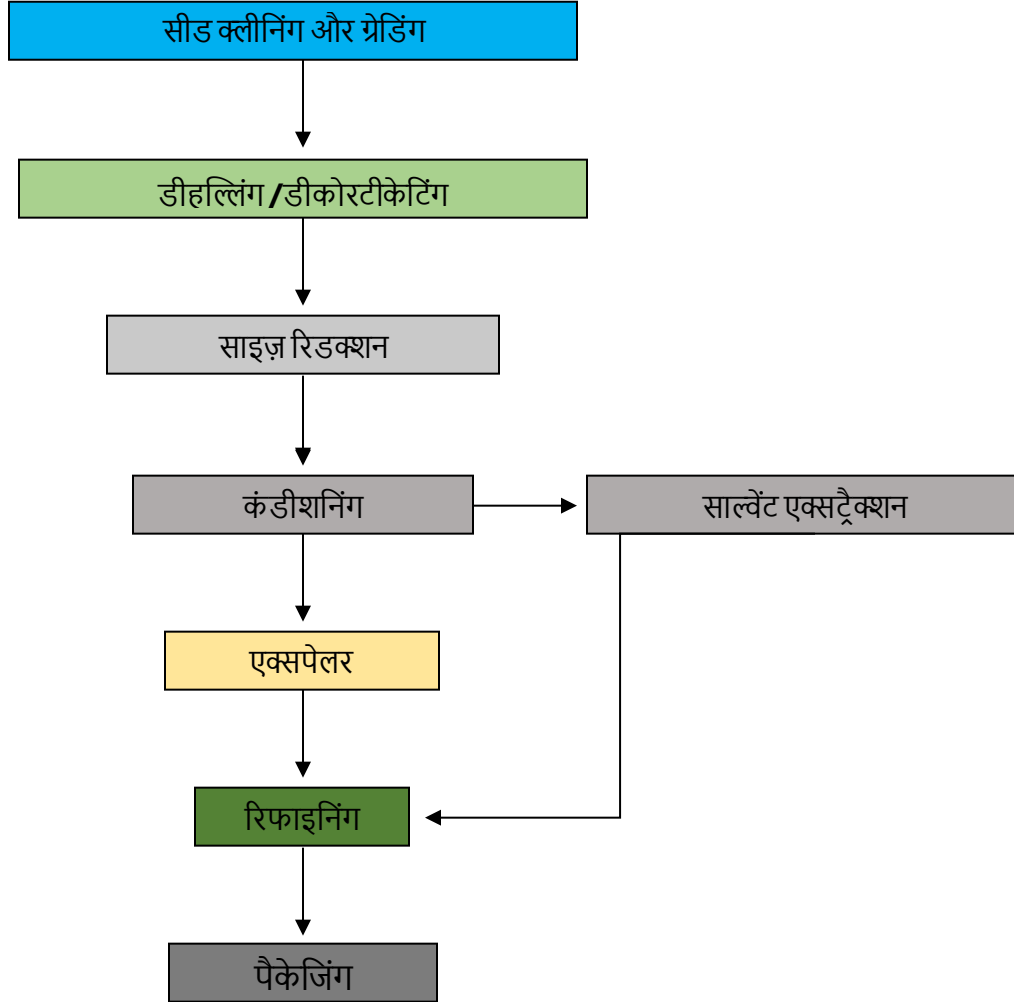 सीड क्लीनिंग और ग्रेडिंग
डीहल्लिंग/डीकोरटीकेटिंग
साइज़ रिडक्शन
कंडीशनिंग
साल्वेंट एक्सट्रैक्शन
एक्सपेलर
रिफाइनिंग
पैकेजिंग